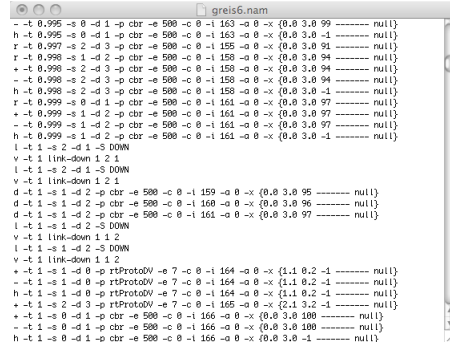 greis6.nam
- -t 0.995 -s 0 -d 1 -p cbr -e 500 -c 0 -i 163 -a 0 -x {0.0 3.0 99 ------- null}
h -t 0.995 -s 0 -d 1 -p cbr -e 500 -c 0 -i 163 -a 0 -x {0.0 3.0 -1 ------- null}
r -t 0.997 -s 2 -d 3 -p cbr -e 500 -c 0 -i 155 -a 0 -x {0.0 3.0 91 ------- null}
r -t 0.998 -s 1 -d 2 -p cbr -e 500 -c 0 -i 158 -a 0 -x {0.0 3.0 94 ------- null}
+ -t 0.998 -s 2 -d 3 -p cbr -e 500 -c 0 -i 158 -a 0 -x {0.0 3.0 94 ------- null}
- -t 0.998 -s 2 -d 3 -p cbr -e 500 -c 0 -i 158 -a 0 -x {0.0 3.0 94 ------- null}
h -t 0.998 -s 2 -d 3 -p cbr -e 500 -c 0 -i 158 -a 0 -x {0.0 3.0 -1 ------- null}
r -t 0.999 -s 0 -d 1 -p cbr -e 500 -c 0 -i 161 -a 0 -x {0.0 3.0 97 ------- null}
+ -t 0.999 -s 1 -d 2 -p cbr -e 500 -c 0 -i 161 -a 0 -x {0.0 3.0 97 ------- null}
- -t 0.999 -s 1 -d 2 -p cbr -e 500 -c 0 -i 161 -a 0 -x {0.0 3.0 97 ------- null}
h -t 0.999 -s 1 -d 2 -p cbr -e 500 -c 0 -i 161 -a 0 -x {0.0 3.0 -1 ------- null}
l -t 1 -s 2 -d 1 -S DOWN
v -t 1 link-down 1 2 1
l -t 1 -s 2 -d 1 -S DOWN
v -t 1 link-down 1 2 1
d -t 1 -s 1 -d 2 -p cbr -e 500 -c 0 -i 159 -a 0 -x {0.0 3.0 95 ------- null}
d -t 1 -s 1 -d 2 -p cbr -e 500 -c 0 -i 160 -a 0 -x {0.0 3.0 96 ------- null}
d -t 1 -s 1 -d 2 -p cbr -e 500 -c 0 -i 161 -a 0 -x {0.0 3.0 97 ------- null}
l -t 1 -s 1 -d 2 -S DOWN
v -t 1 link-down 1 1 2
l -t 1 -s 1 -d 2 -S DOWN
v -t 1 link-down 1 1 2
+ -t 1 -s 1 -d 0 -p rtProtoDV -e 7 -c 0 -i 164 -a 0 -x {1.1 0.2 -1 ------- null}
- -t 1 -s 1 -d 0 -p rtProtoDV -e 7 -c 0 -i 164 -a 0 -x {1.1 0.2 -1 ------- null}
h -t 1 -s 1 -d 0 -p rtProtoDV -e 7 -c 0 -i 164 -a 0 -x {1.1 0.2 -1 ------- null}
+ -t 1 -s 2 -d 3 -p rtProtoDV -e 7 -c 0 -i 165 -a 0 -x {2.1 3.2 -1 ------- null}
+ -t 1 -s 0 -d 1 -p cbr -e 500 -c 0 -i 166 -a 0 -x {0.0 3.0 100 ------- null}
- -t 1 -s 0 -d 1 -p cbr -e 500 -c 0 -i 166 -a 0 -x {0.0 3.0 100 ------- null}
h -t 1 -s 0 -d 1 -p cbr -e 500 -c 0 -i 166 -a 0 -x {0.0 3.0 -1 ------- null}